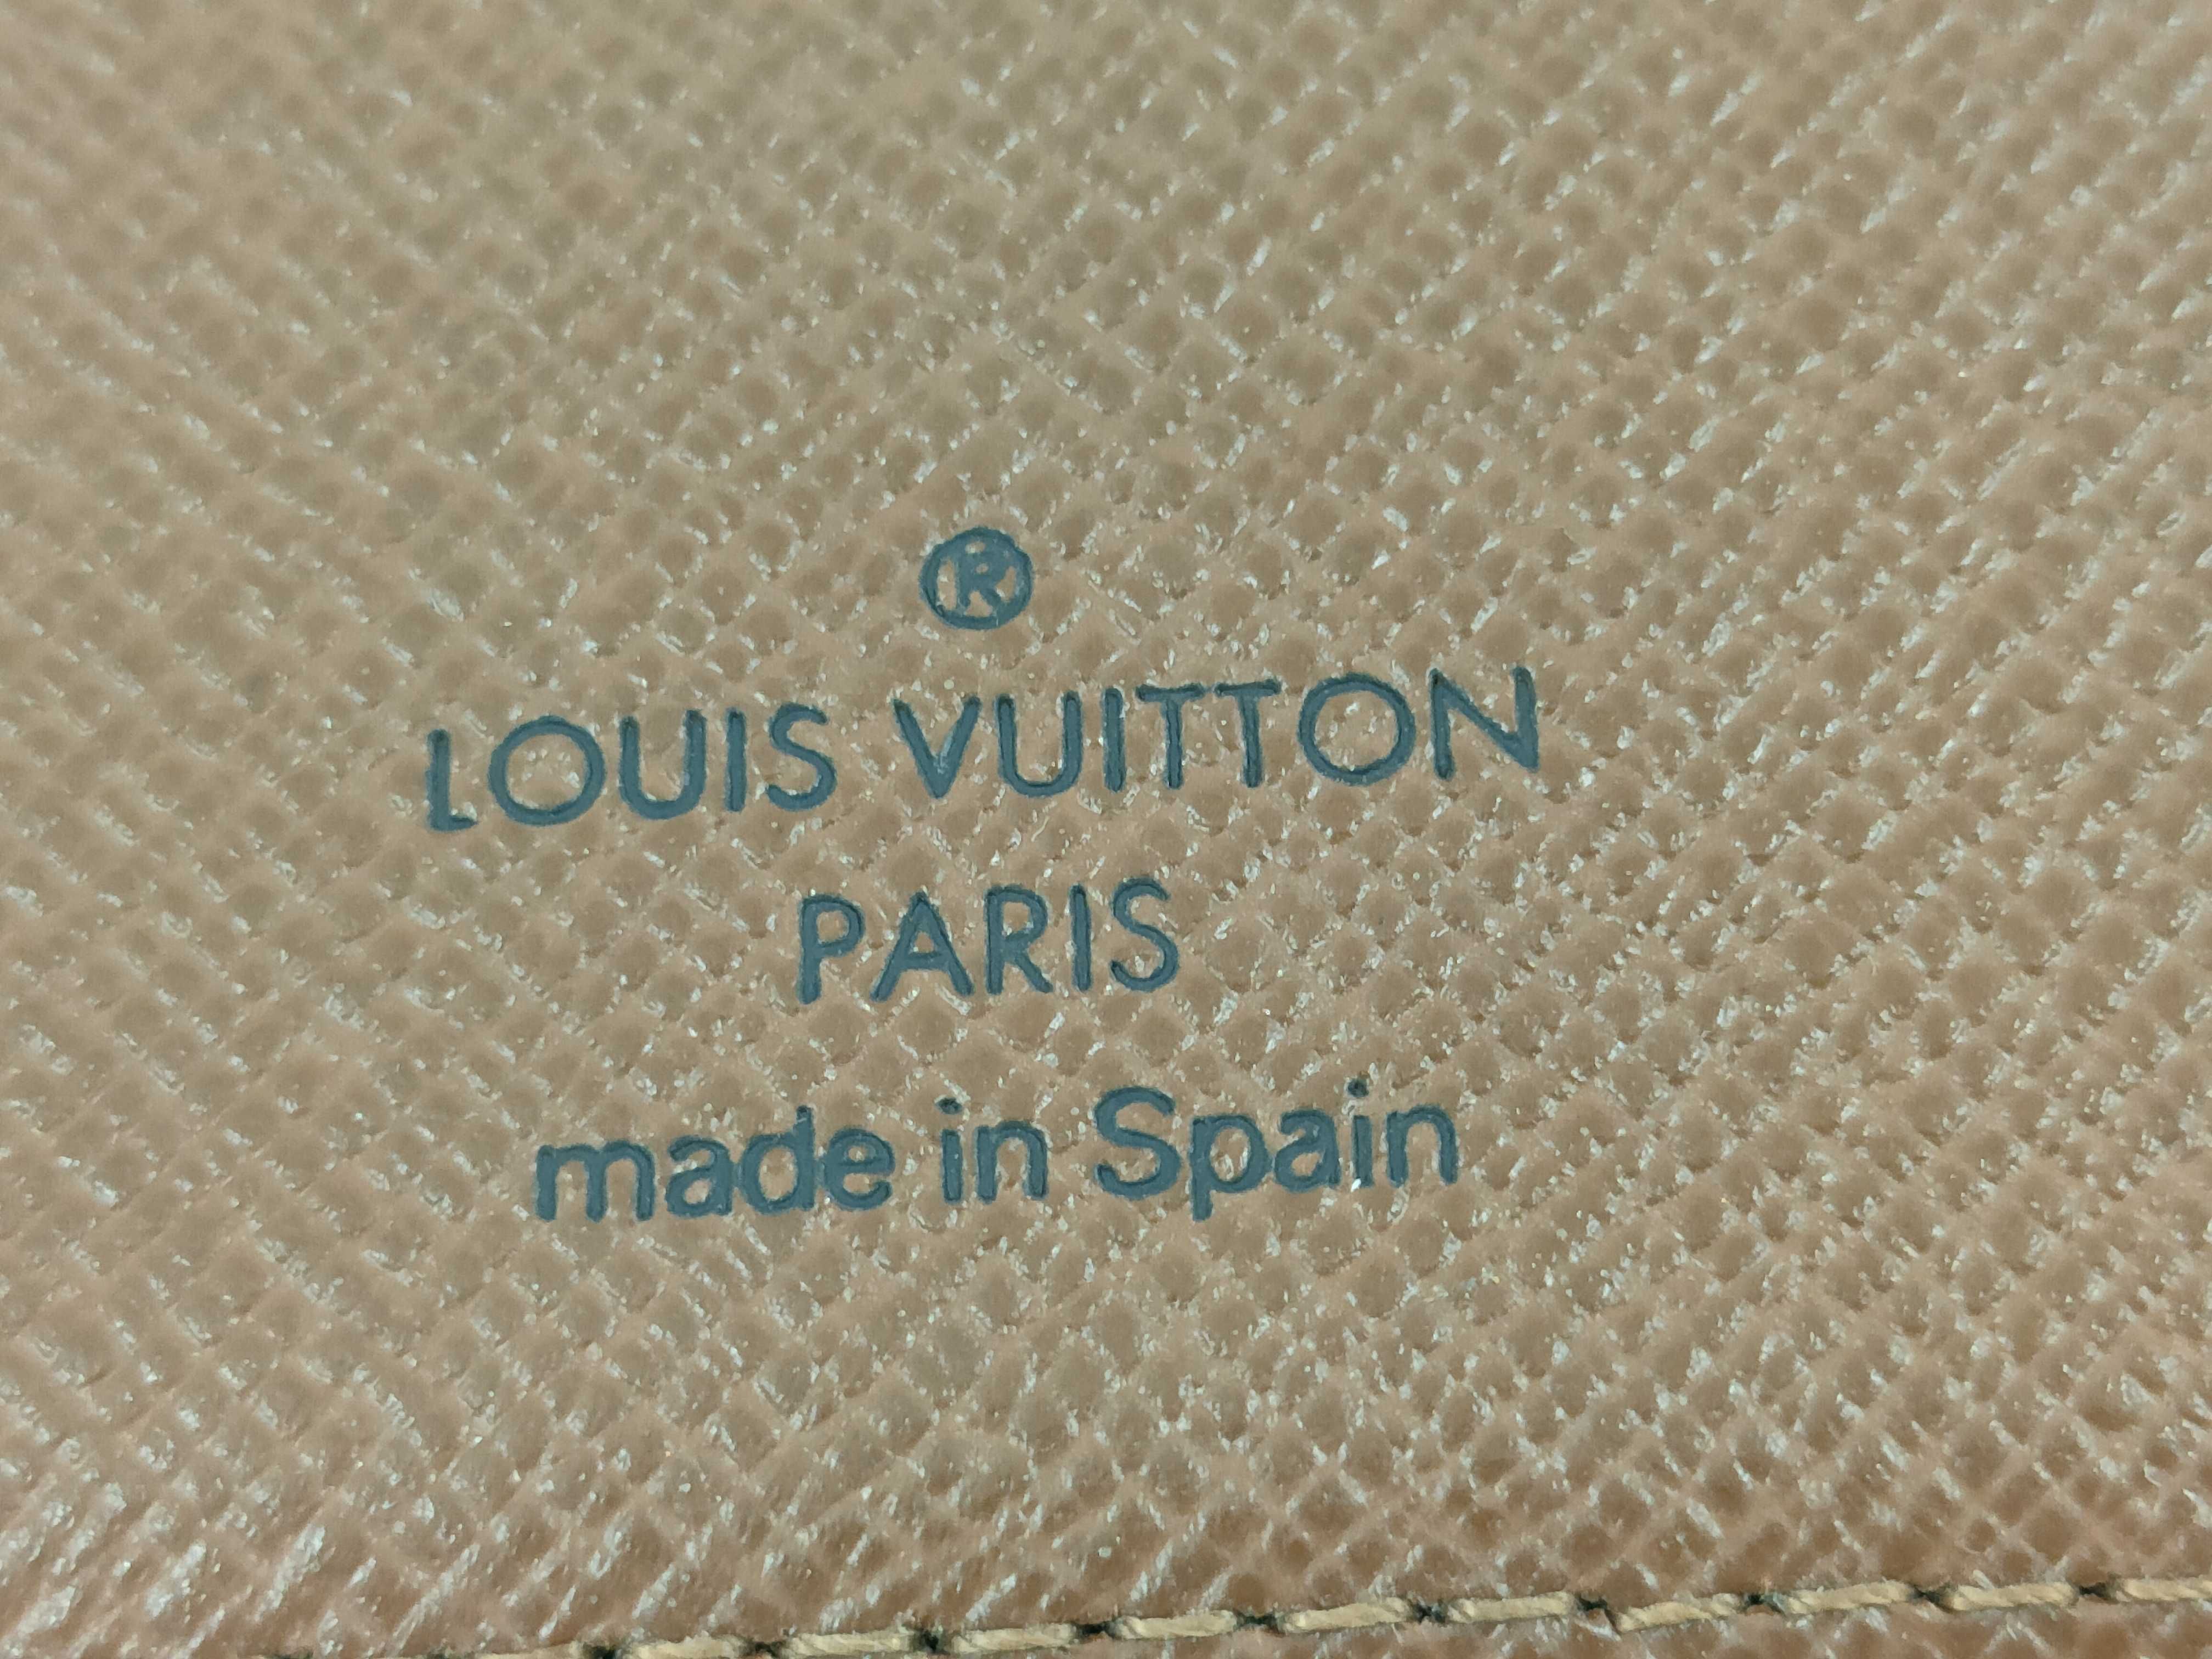 ®
LOUIS VUITTON
PARIS
made in Spain